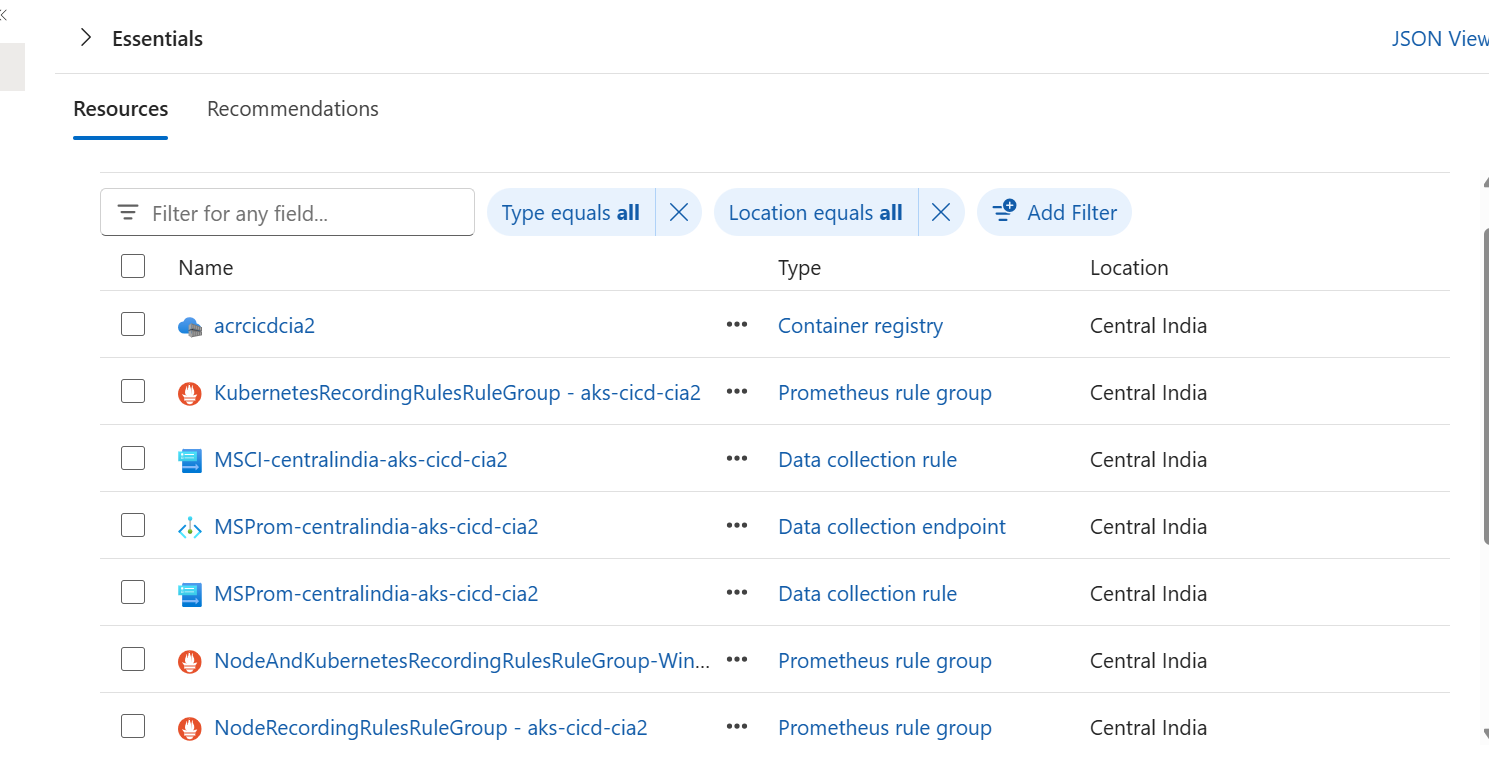 Essentials
JSON View
Resources Recommendations
Filter for any field... Type equals all Location equals all Add Filter
Name Type Location
acrcicdcia2 Container registry Central India
KubernetesRecordingRulesRuleGroup - aks-cicd-cia2 Prometheus rule group Central India
MSCI-centralindia-aks-cicd-cia2 Data collection rule Central India
MSProm-centralindia-aks-cicd-cia2 Data collection endpoint Central India
MSProm-centralindia-aks-cicd-cia2 Data collection rule Central India
NodeAndKubernetesRecordingRulesRuleGroup-Win... Prometheus rule group Central India
NodeRecordingRulesRuleGroup - aks-cicd-cia2 Prometheus rule group Central India